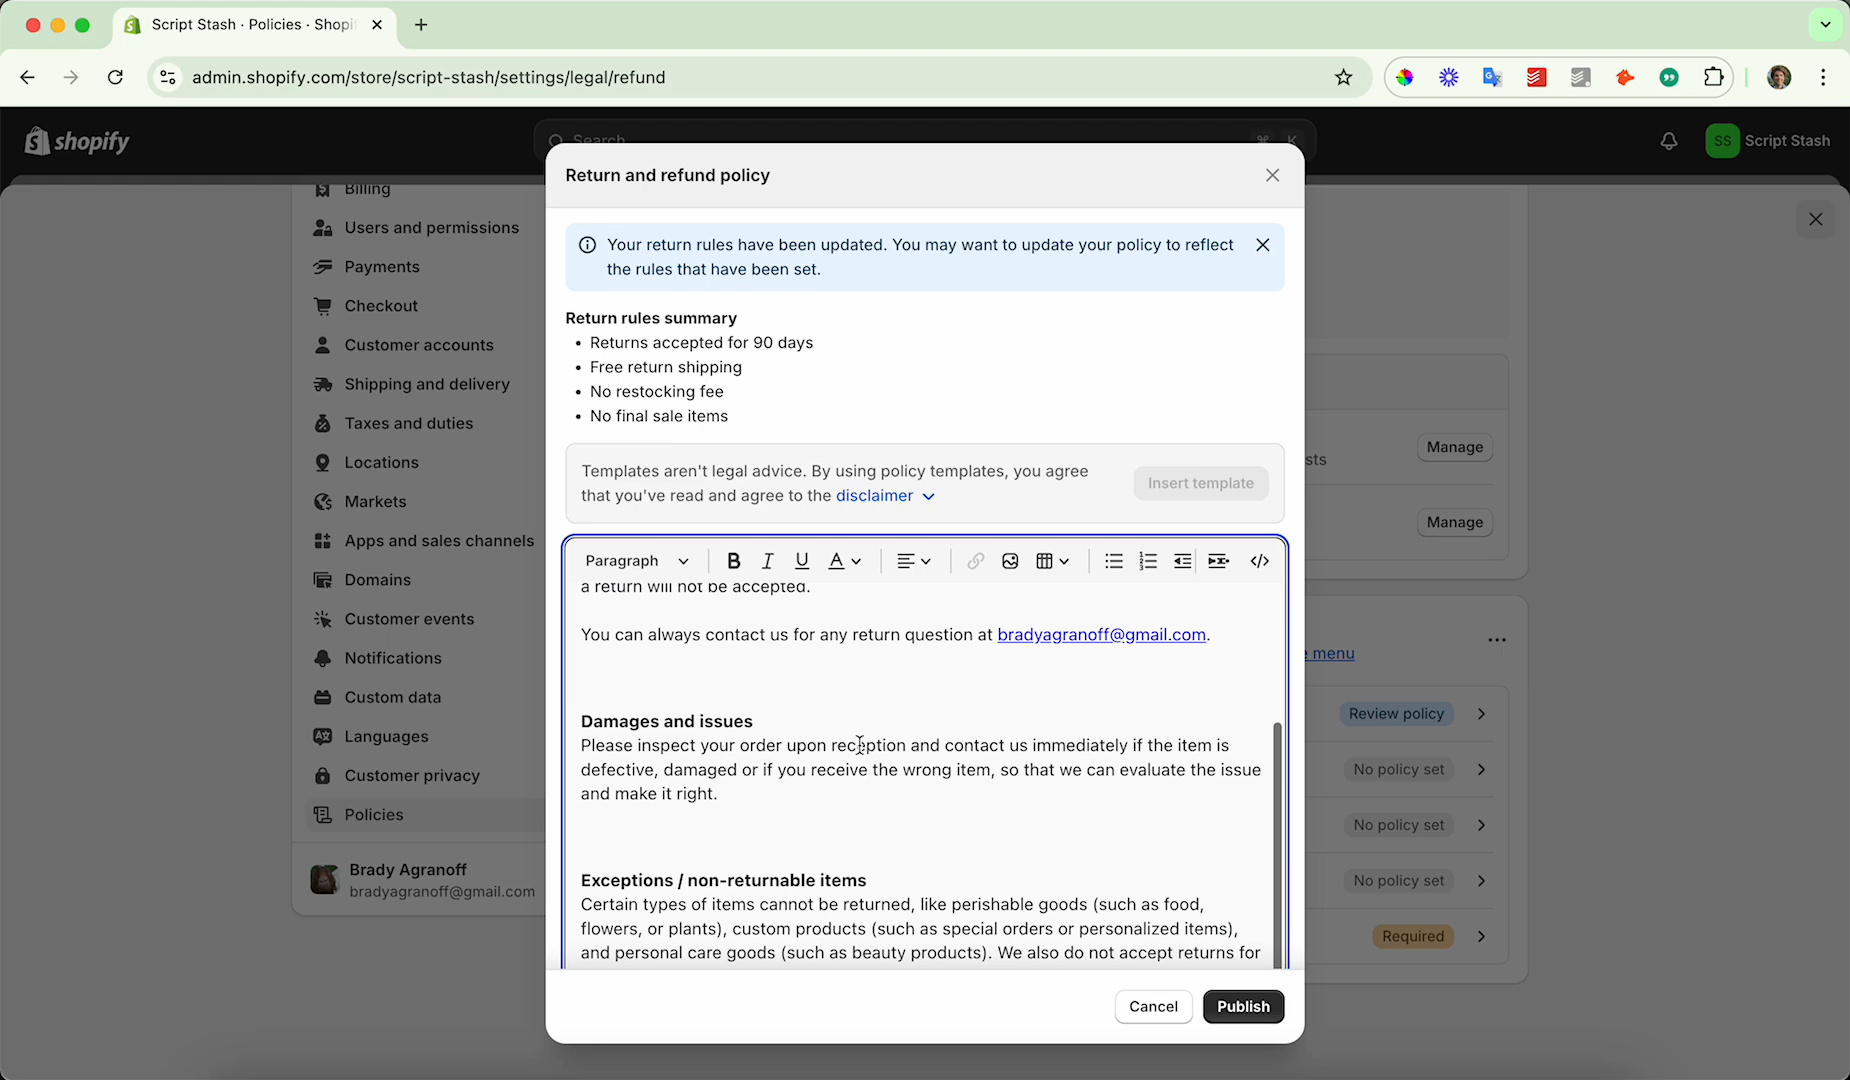 Script Stash · Policies · Shopi
admin.shopify.com/store/script-stash/settings/legal/refund
shopify
Search
⌘ K
SS Script Stash
Billing
Users and permissions
Payments
Checkout
Customer accounts
Shipping and delivery
Taxes and duties
Locations
Markets
Apps and sales channels
Domains
Customer events
Notifications
Custom data
Languages
Customer privacy
Policies
Brady Agranoff
bradyagranoff@gmail.com
Return and refund policy
Your return rules have been updated. You may want to update your policy to reflect
the rules that have been set.
Return rules summary
• Returns accepted for 90 days
• Free return shipping
• No restocking fee
• No final sale items
Templates aren't legal advice. By using policy templates, you agree
that you've read and agree to the disclaimer
Insert template
Paragraph B I U A
a return will not be accepted.
You can always contact us for any return question at bradyagranoff@gmail.com.
Damages and issues
Please inspect your order upon reception and contact us immediately if the item is
defective, damaged or if you receive the wrong item, so that we can evaluate the issue
and make it right.
Exceptions / non-returnable items
Certain types of items cannot be returned, like perishable goods (such as food,
flowers, or plants), custom products (such as special orders or personalized items),
and personal care goods (such as beauty products). We also do not accept returns for
Cancel
Publish
Manage
sts
Manage
e menu
Review policy
No policy set
No policy set
No policy set
Required